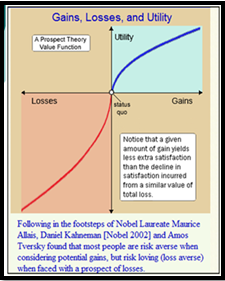 Gains, Losses, and Utility
A Prospect Theory
Value Function
Utility
Losses
Gains
status
quo
Notice that a given
amount of gain yields
less extra satisfaction
than the decline in
satisfaction incurred
from a similar value of
total loss.
Following in the footsteps of Nobel Laureate Maurice
Allais, Daniel Kahneman [Nobel 2002] and Amos
Tversky found that most people are risk averse when
considering potential gains, but risk loving (loss averse)
when faced with a prospect of losses.